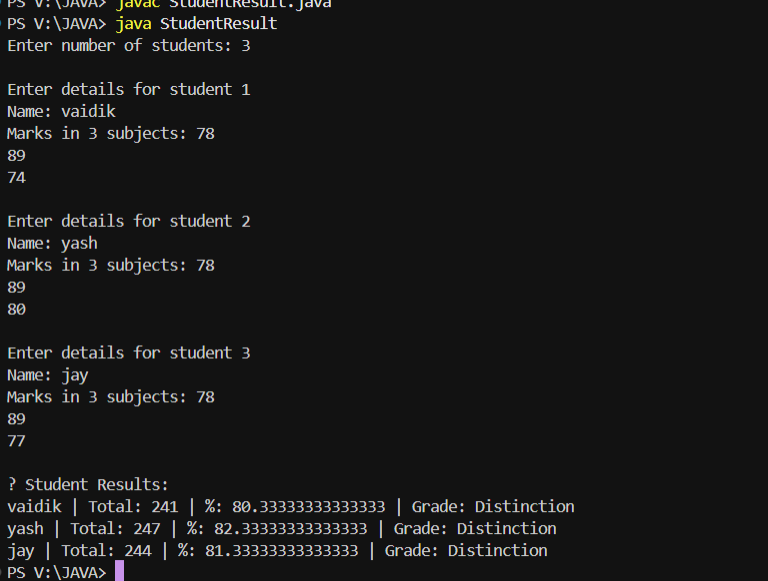 PS V:\JAVA> javac StudentResult.java
PS V:\JAVA> java StudentResult
Enter number of students: 3
Enter details for student 1
Name: vaidik
Marks in 3 subjects: 78
89
74
Enter details for student 2
Name: yash
Marks in 3 subjects: 78
89
80
Enter details for student 3
Name: jay
Marks in 3 subjects: 78
89
77
? Student Results:
vaidik | Total: 241 | %: 80.33333333333333 | Grade: Distinction
yash | Total: 247 | %: 82.33333333333333 | Grade: Distinction
jay | Total: 244 | %: 81.33333333333333 | Grade: Distinction
PS V:\JAVA>